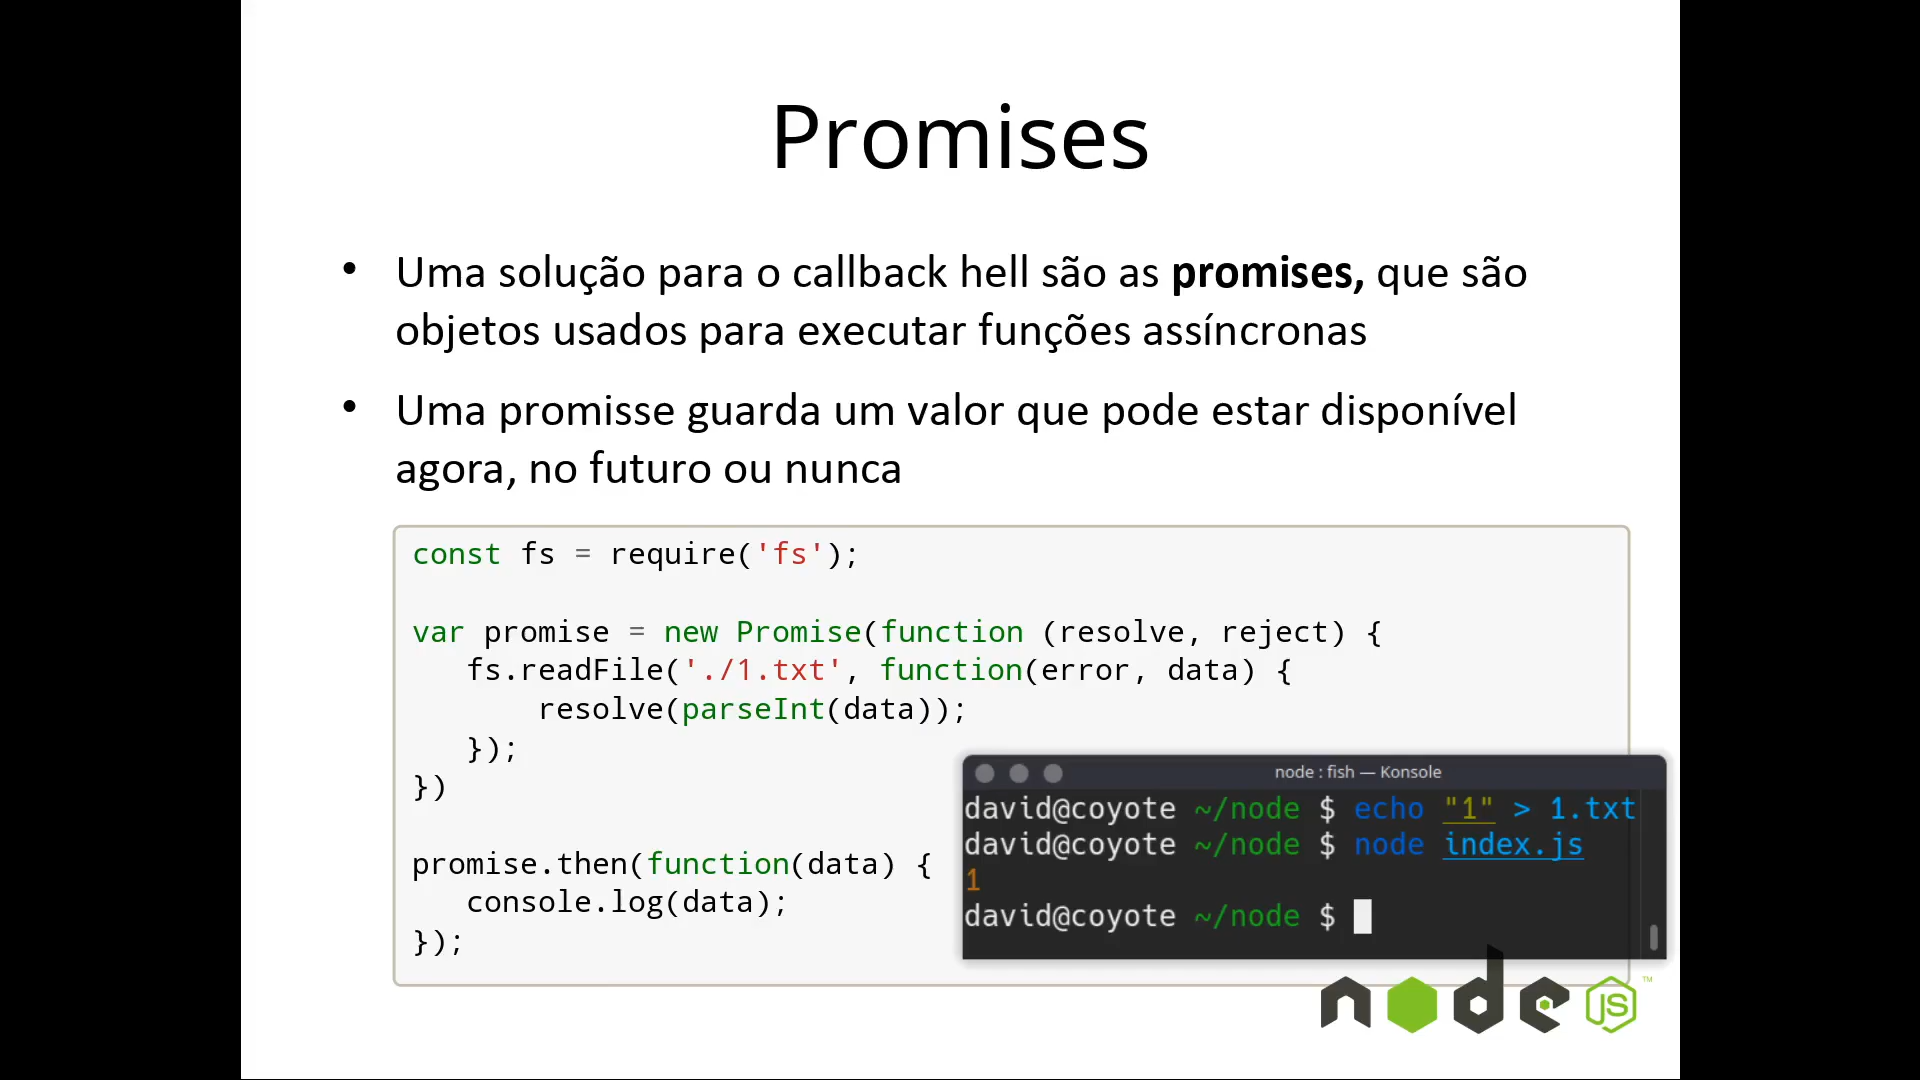 Promises
• Uma solução para o callback hell são as promises, que são
objetos usados para executar funções assíncronas
• Uma promisse guarda um valor que pode estar disponível
agora, no futuro ou nunca
const fs = require('fs');
var promise = new Promise(function (resolve, reject) {
   fs.readFile('./1.txt', function(error, data) {
       resolve(parseInt(data));
   });
})
promise.then(function(data) {
   console.log(data);
});
node : fish — Konsole
david@coyote ~/node $ echo "1" > 1.txt
david@coyote ~/node $ node index.js
1
david@coyote ~/node $
node JS™